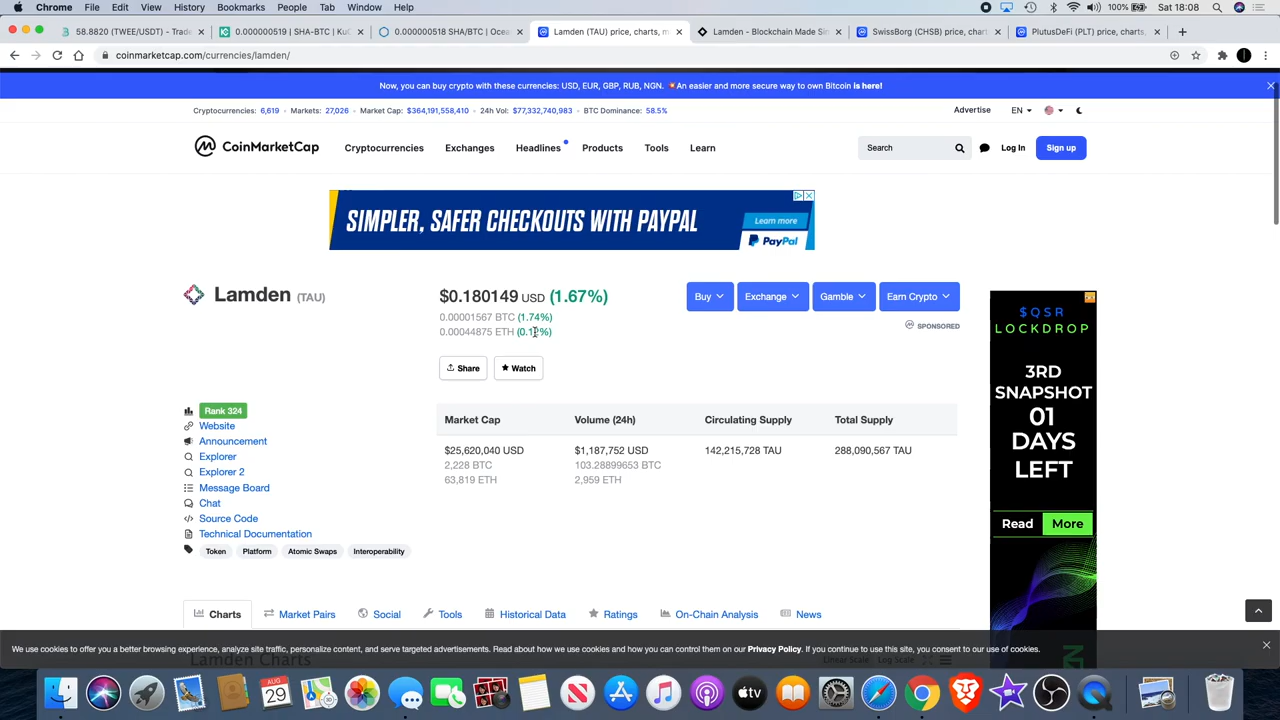 Chrome File Edit View History Bookmarks People Tab Window Help 100% Sat 18:08
58.8820 (TWEE/USDT) - Trade 0.000000519 | SHA-BTC | KuC 0.000000518 SHA/BTC | Ocea Lamden (TAU) price, charts, m Lamden - Blockchain Made Sim SwissBorg (CHSB) price, chart PlutusDeFi (PLT) price, charts,
coinmarketcap.com/currencies/lamden/
Now, you can buy crypto with these currencies: USD, EUR, GBP, RUB, NGN. An easier and more secure way to own Bitcoin is here!
Cryptocurrencies: 6,619 Markets: 27,026 Market Cap: $364,191,558,410 24h Vol: $77,332,740,983 BTC Dominance: 58.5% Advertise EN
CoinMarketCap Cryptocurrencies Exchanges Headlines Products Tools Learn Search Log In Sign up
SIMPLER, SAFER CHECKOUTS WITH PAYPAL Learn more
PayPal
Lamden (TAU) $0.180149 USD (1.67%) Buy Exchange Gamble Earn Crypto
0.00001567 BTC (1.74%)
0.00044875 ETH
SPONSORED
Share Watch
Rank 324
Website
Announcement
Explorer
Explorer 2
Message Board
Chat
Source Code
Technical Documentation
Token Platform Atomic Swaps Interoperability
Market Cap Volume (24h) Circulating Supply Total Supply
$25,620,040 USD $1,187,752 USD 142,215,728 TAU 288,090,567 TAU
2,228 BTC 103.28899653 BTC
63,819 ETH 2,959 ETH
$QSR
LOCKDROP
3RD
SNAPSHOT
01
DAYS
LEFT
Read More
Charts Market Pairs Social Tools Historical Data Ratings On-Chain Analysis News
We use cookies to offer you a better browsing experience, analyze site traffic, personalize content, and serve targeted advertisements. Read about how we use cookies and how you can control them on our Privacy Policy. If you continue to use this site, you consent to our use of cookies.
Lamden Charts Linear Scale Log Scale
AUG
29
tv